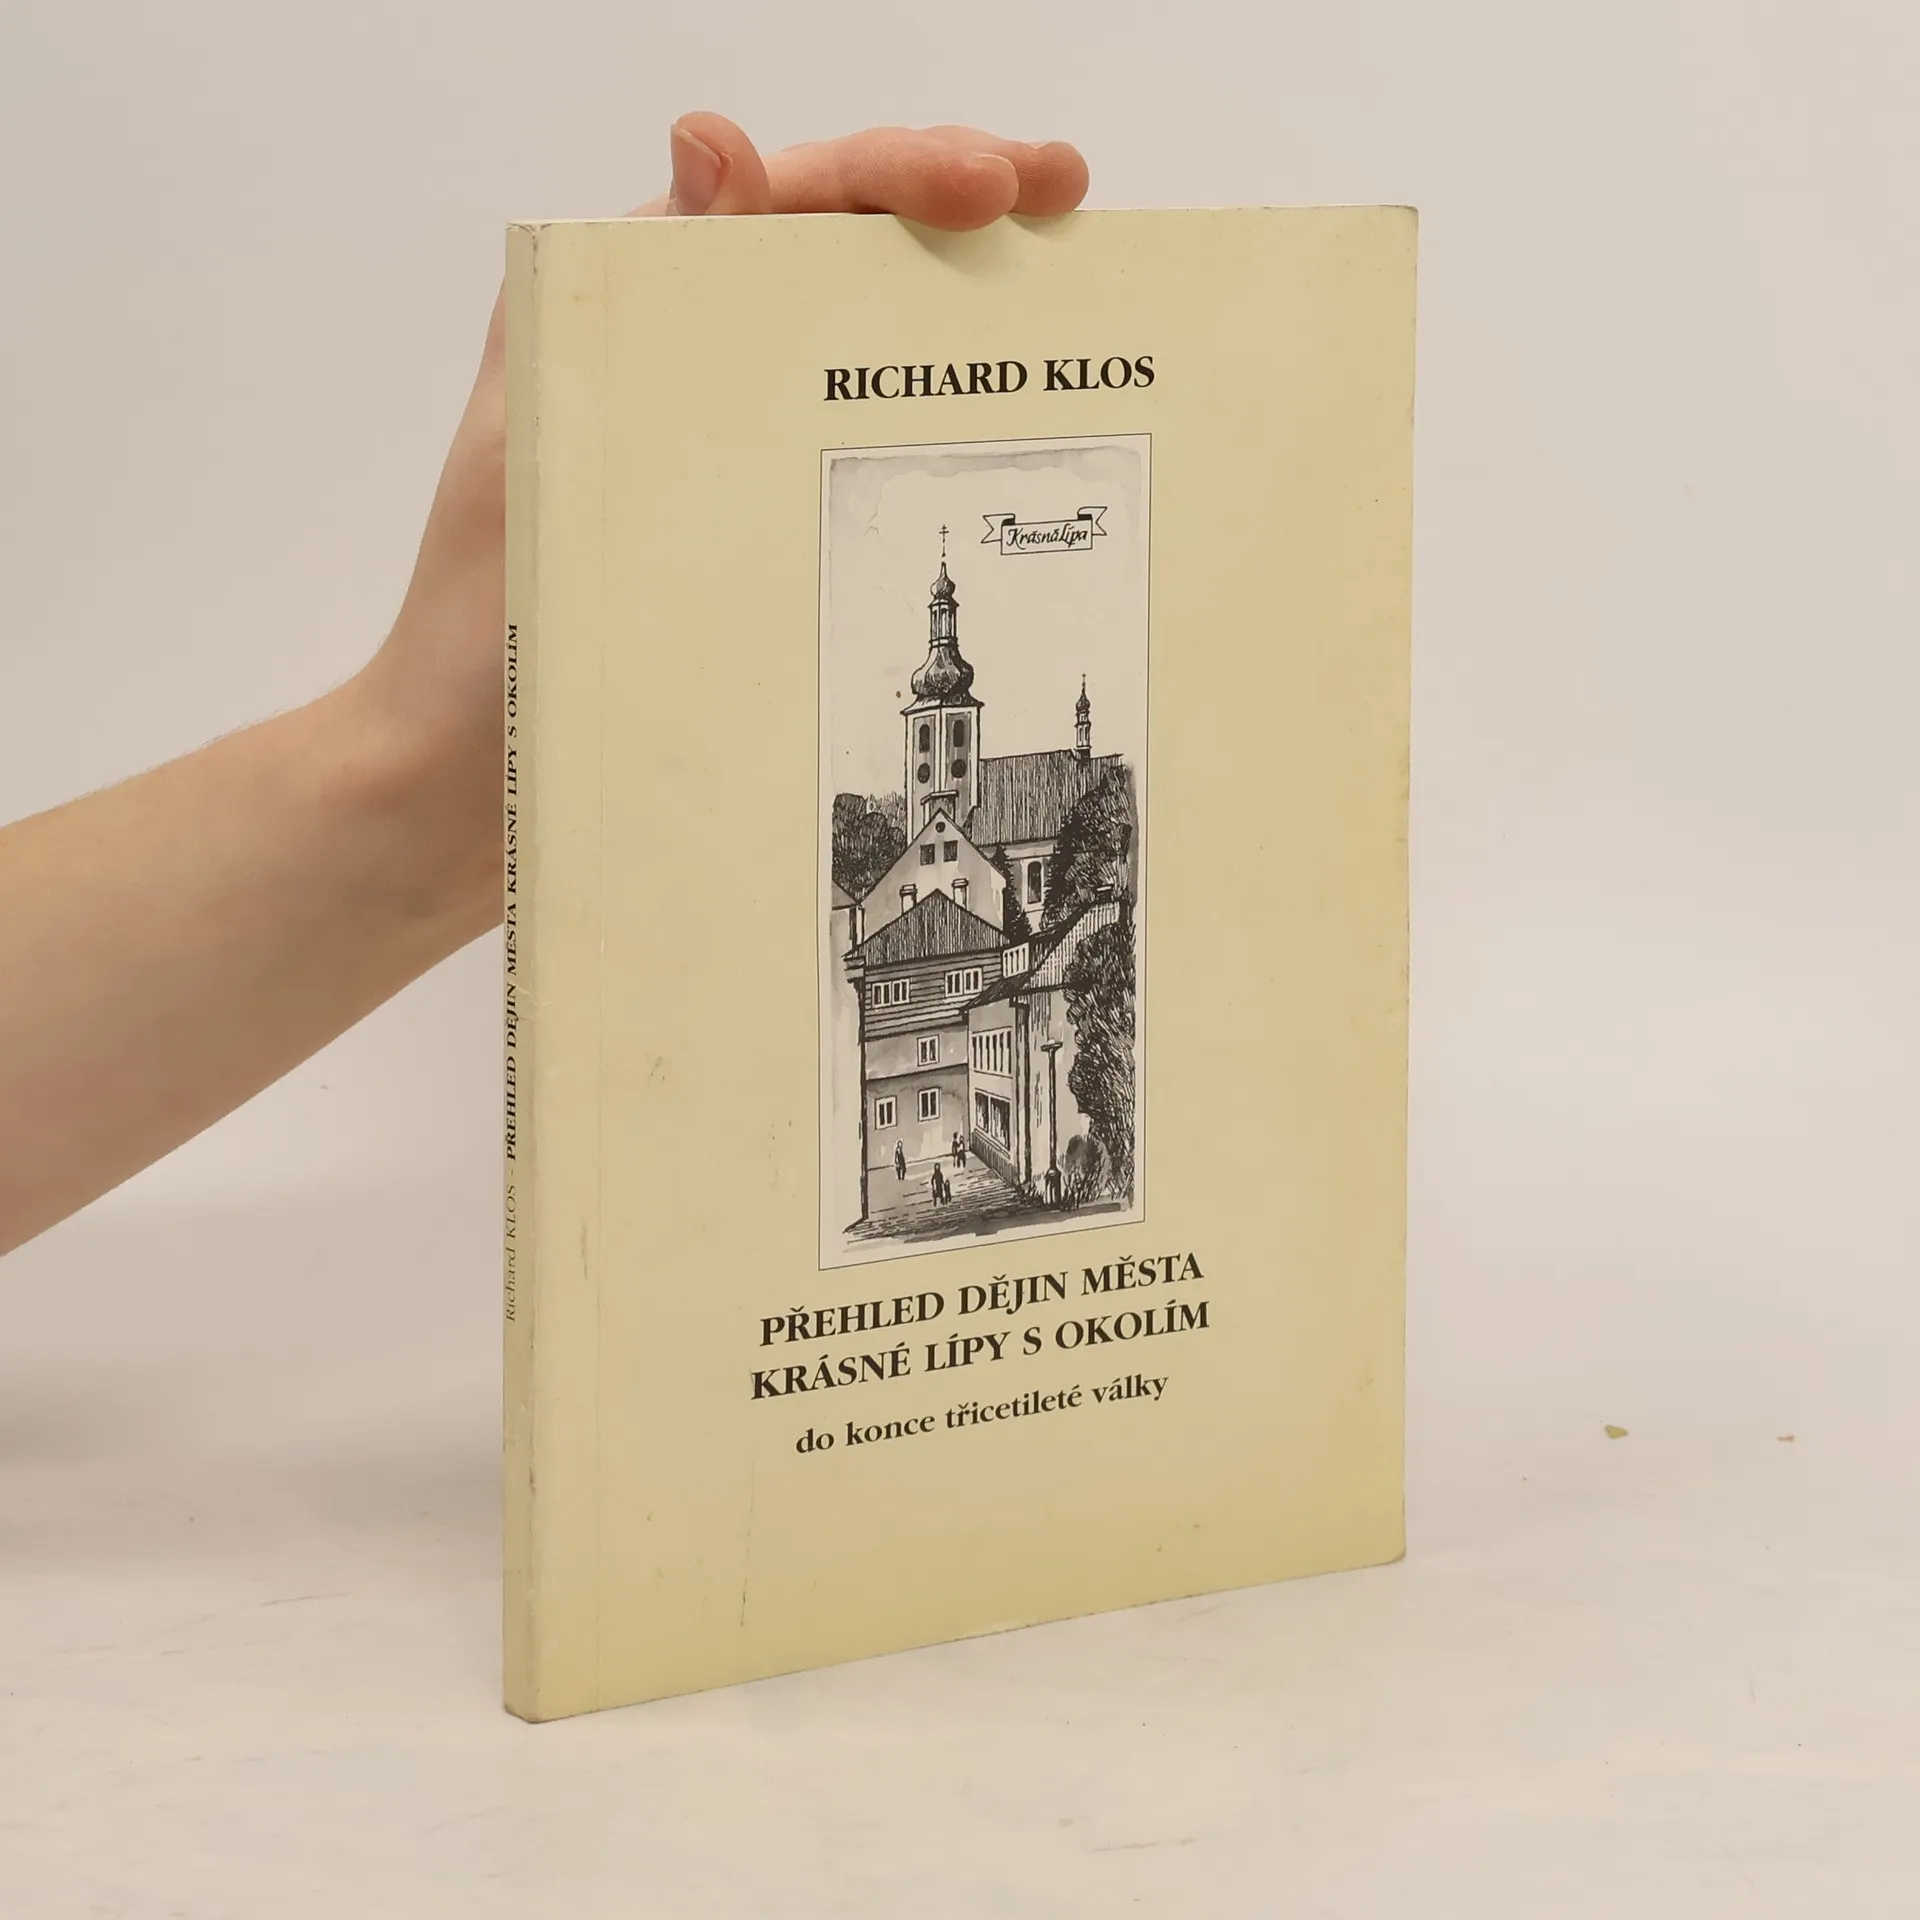 RICHARD KLOS
Krásná Lípa
PŘEHLED DĚJIN MĚSTA
KRÁSNÉ LÍPY S OKOLÍM
do konce třicetileté války
Richard KLOS - PŘEHLED DĚJIN MĚSTA KRÁSNÉ LÍPY S OKOLÍM